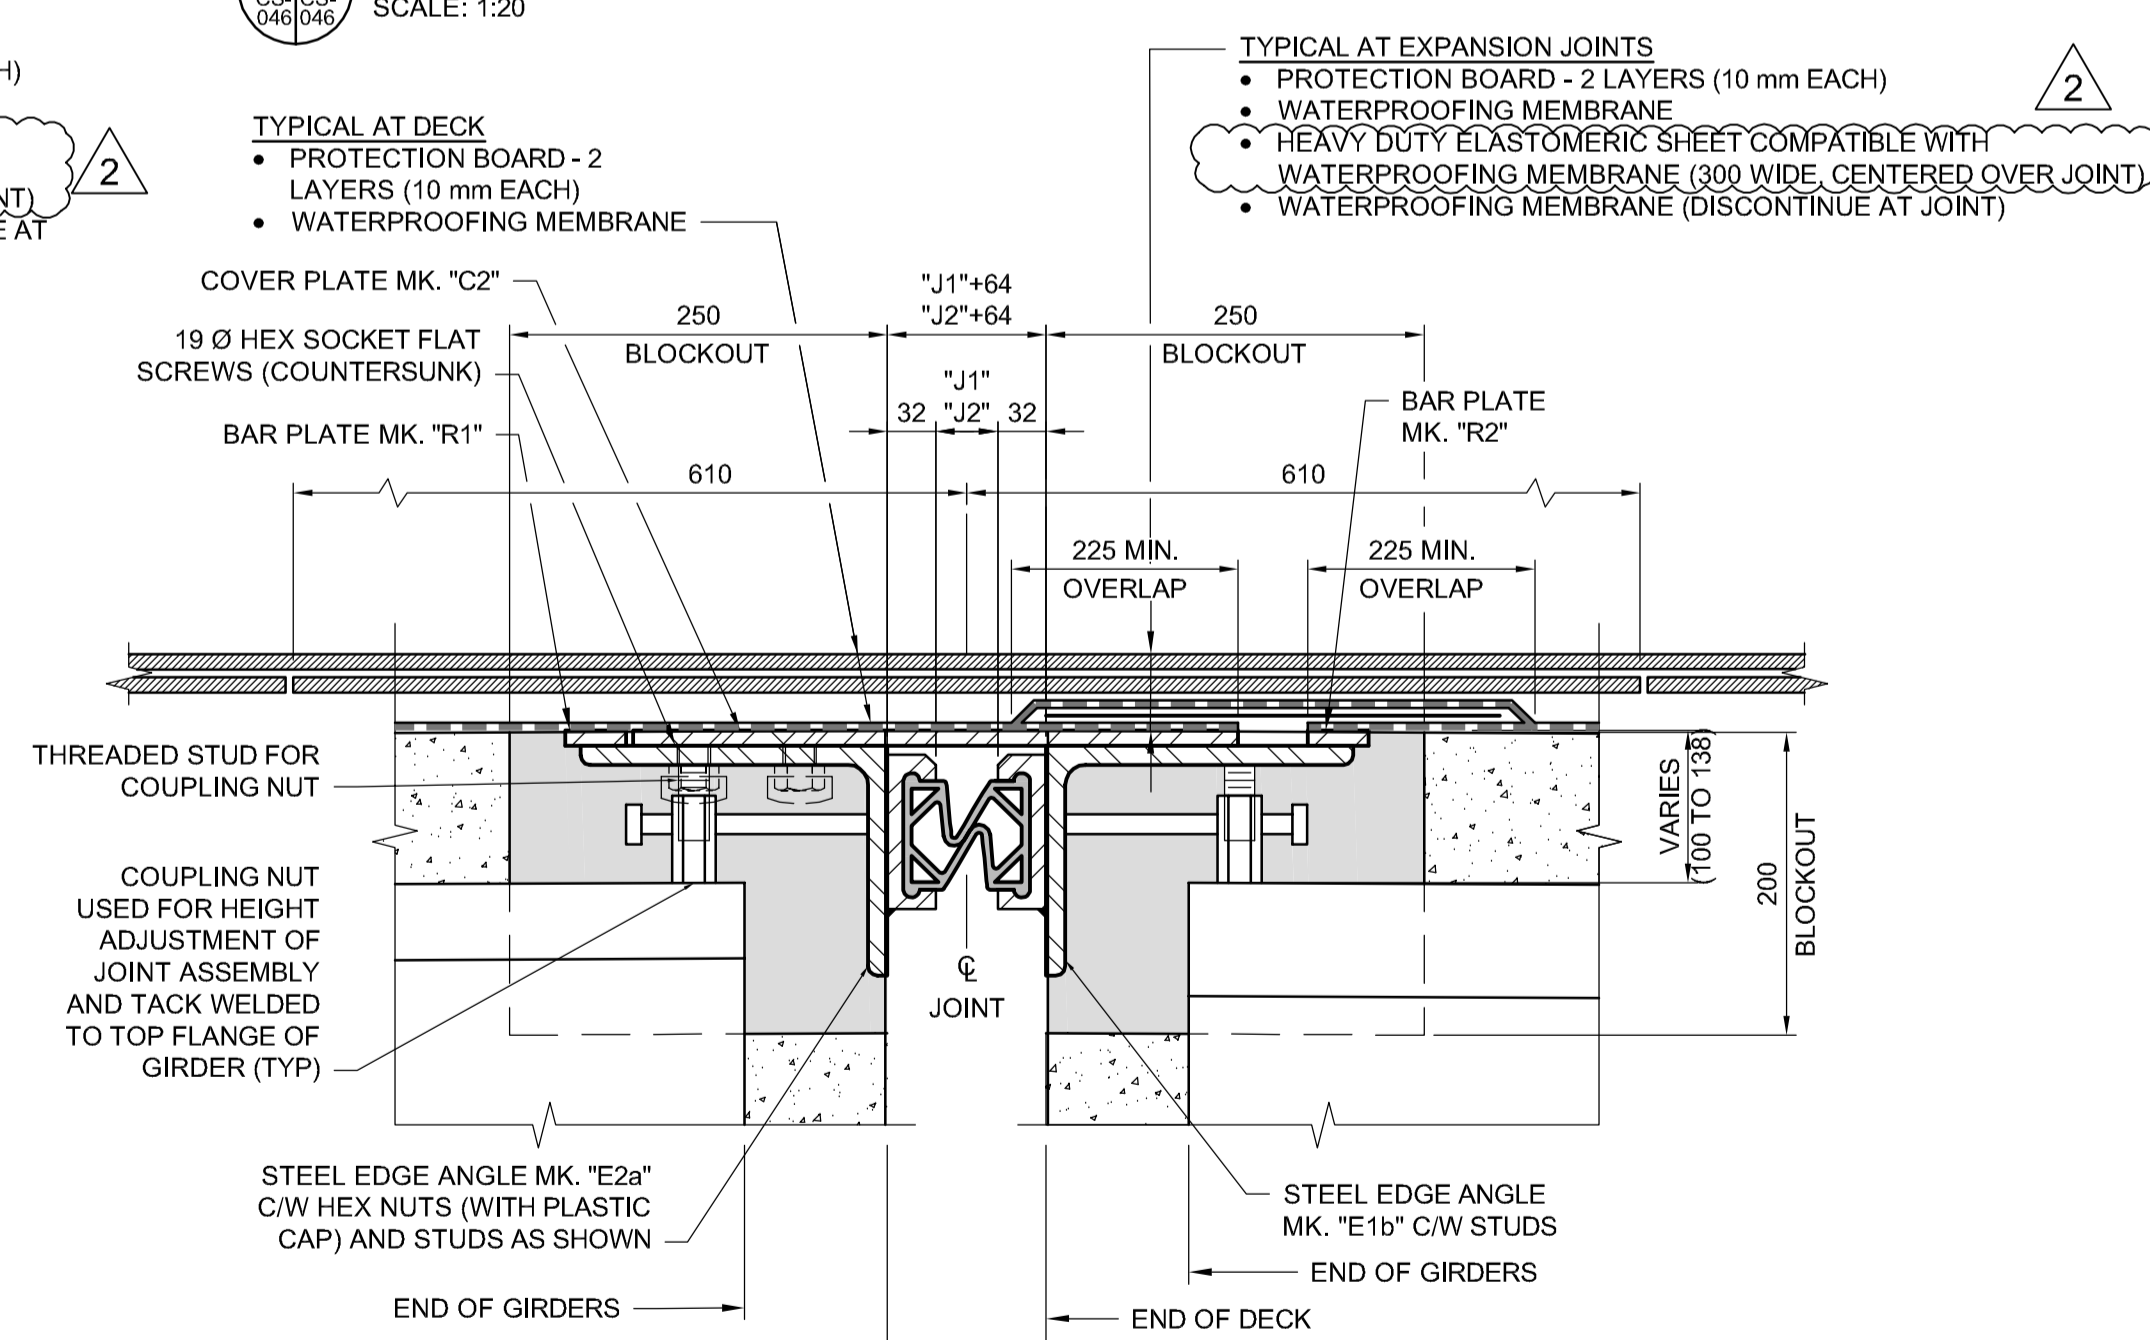 046 046
SCALE: 1:20
H)
2
NT)
E AT
TYPICAL AT DECK
• PROTECTION BOARD - 2
LAYERS (10 mm EACH)
• WATERPROOFING MEMBRANE
TYPICAL AT EXPANSION JOINTS
• PROTECTION BOARD - 2 LAYERS (10 mm EACH)
• WATERPROOFING MEMBRANE
• HEAVY DUTY ELASTOMERIC SHEET COMPATIBLE WITH
WATERPROOFING MEMBRANE (300 WIDE, CENTERED OVER JOINT)
• WATERPROOFING MEMBRANE (DISCONTINUE AT JOINT)
2
COVER PLATE MK. "C2"
19 Ø HEX SOCKET FLAT
SCREWS (COUNTERSUNK)
BAR PLATE MK. "R1"
250
BLOCKOUT
"J1"+64
"J2"+64
250
BLOCKOUT
"J1"
32 "J2" 32
BAR PLATE
MK. "R2"
610
610
225 MIN.
OVERLAP
225 MIN.
OVERLAP
THREADED STUD FOR
COUPLING NUT
COUPLING NUT
USED FOR HEIGHT
ADJUSTMENT OF
JOINT ASSEMBLY
AND TACK WELDED
TO TOP FLANGE OF
GIRDER (TYP)
VARIES
(100 TO 138)
200
BLOCKOUT
℄
JOINT
STEEL EDGE ANGLE MK. "E2a"
C/W HEX NUTS (WITH PLASTIC
CAP) AND STUDS AS SHOWN
STEEL EDGE ANGLE
MK. "E1b" C/W STUDS
END OF GIRDERS
END OF GIRDERS
END OF DECK